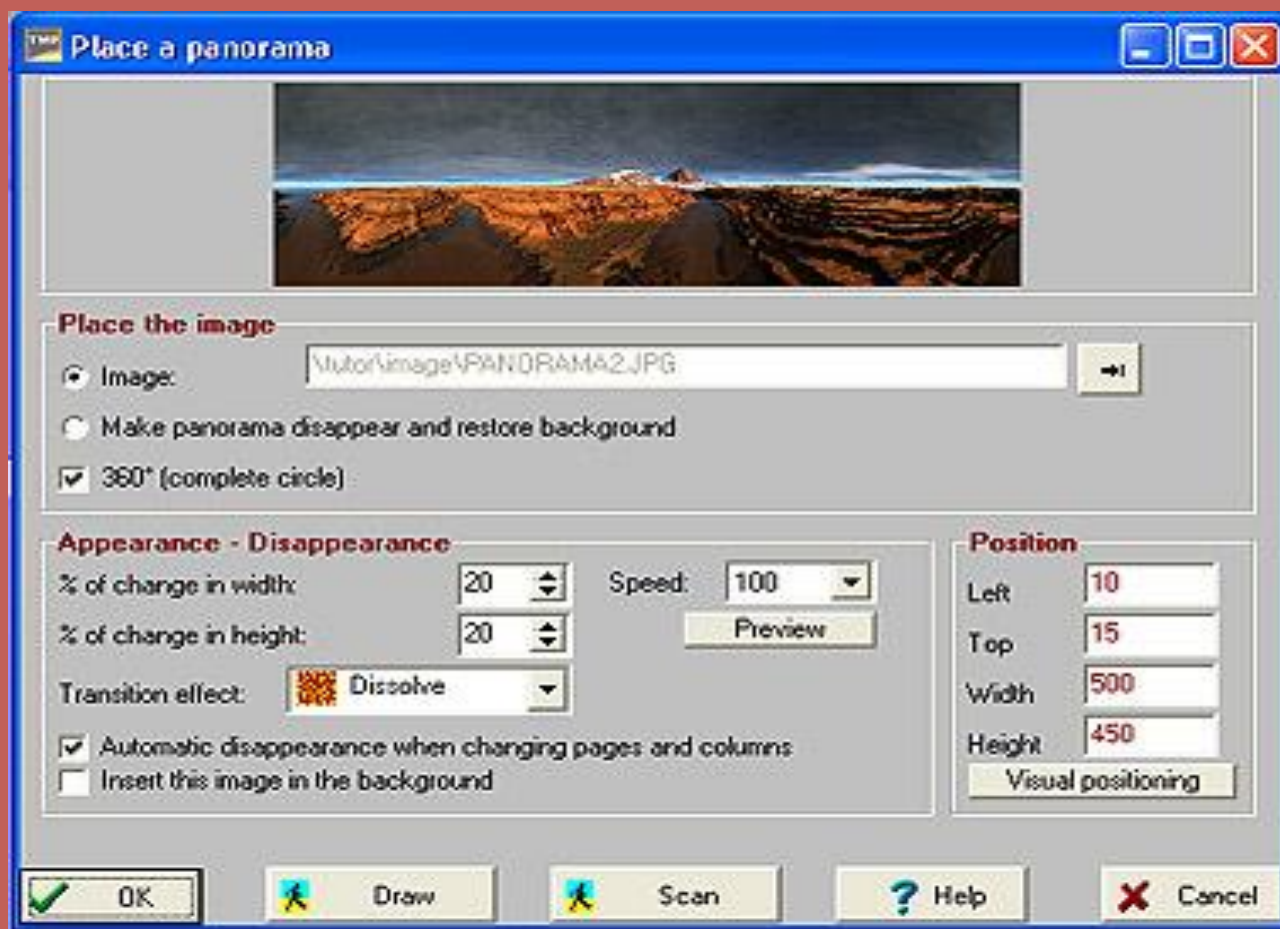 Place a panorama
Place the image
Image: \tutor\image\PANORAMA2.JPG
Make panorama disappear and restore background
360° (complete circle)
Appearance - Disappearance
% of change in width: 20 Speed: 100
% of change in height: 20 Preview
Transition effect: Dissolve
Automatic disappearance when changing pages and columns
Insert this image in the background
Position
Left 10
Top 15
Width 500
Height 450
Visual positioning
OK Draw Scan ? Help Cancel